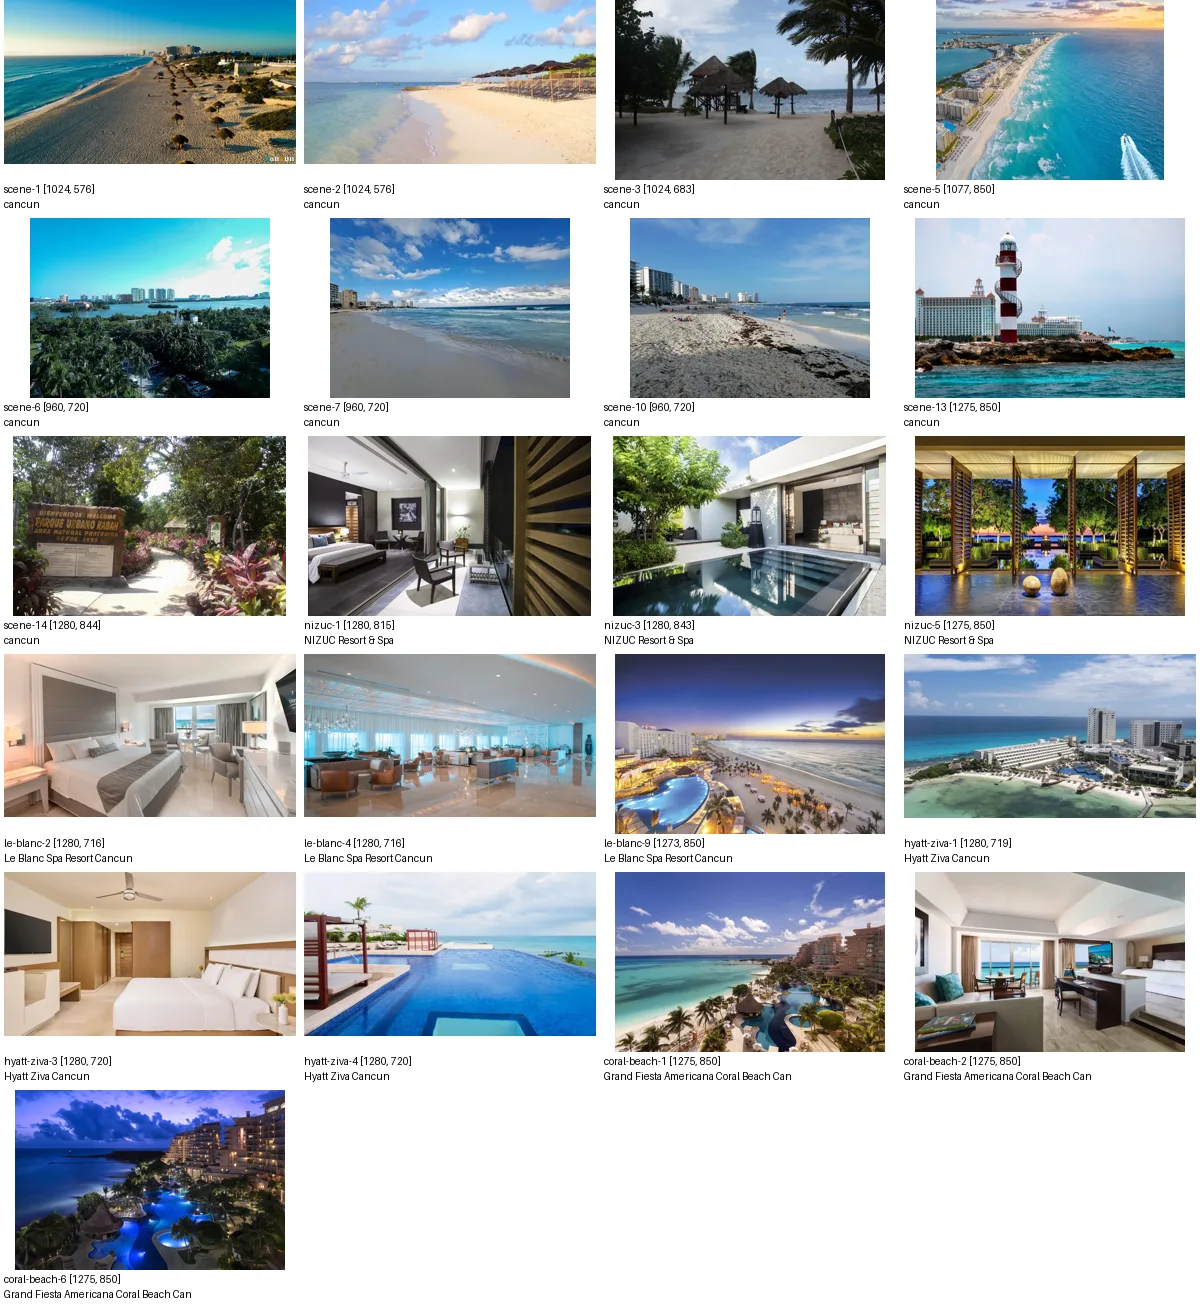 scene-1 [1024, 576]
cancun
scene-2 [1024, 576]
cancun
scene-3 [1024, 683]
cancun
scene-5 [1077, 850]
cancun
scene-6 [960, 720]
cancun
scene-7 [960, 720]
cancun
scene-10 [960, 720]
cancun
scene-13 [1275, 850]
cancun
BIENVENIDOS WELCOME
PARQUE URBANO KABAH
AREA NATURAL PROTEGIDA
scene-14 [1280, 844]
cancun
nizuc-1 [1280, 815]
NIZUC Resort & Spa
nizuc-3 [1280, 843]
NIZUC Resort & Spa
nizuc-5 [1275, 850]
NIZUC Resort & Spa
le-blanc-2 [1280, 716]
Le Blanc Spa Resort Cancun
le-blanc-4 [1280, 716]
Le Blanc Spa Resort Cancun
le-blanc-9 [1273, 850]
Le Blanc Spa Resort Cancun
hyatt-ziva-1 [1280, 719]
Hyatt Ziva Cancun
hyatt-ziva-3 [1280, 720]
Hyatt Ziva Cancun
hyatt-ziva-4 [1280, 720]
Hyatt Ziva Cancun
coral-beach-1 [1275, 850]
Grand Fiesta Americana Coral Beach Can
coral-beach-2 [1275, 850]
Grand Fiesta Americana Coral Beach Can
coral-beach-6 [1275, 850]
Grand Fiesta Americana Coral Beach Can